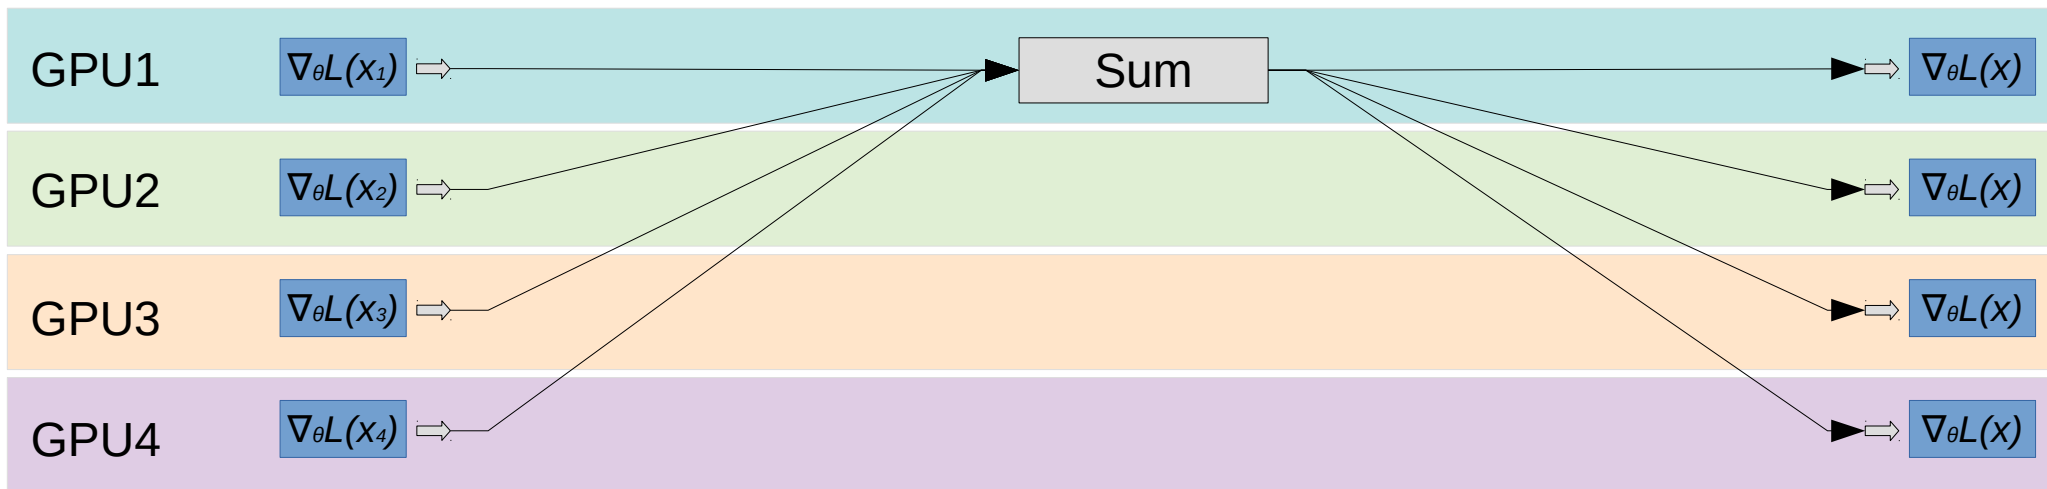 GPU1 ∇θL(x1) Sum ∇θL(x)
GPU2 ∇θL(x2) ∇θL(x)
GPU3 ∇θL(x3) ∇θL(x)
GPU4 ∇θL(x4) ∇θL(x)